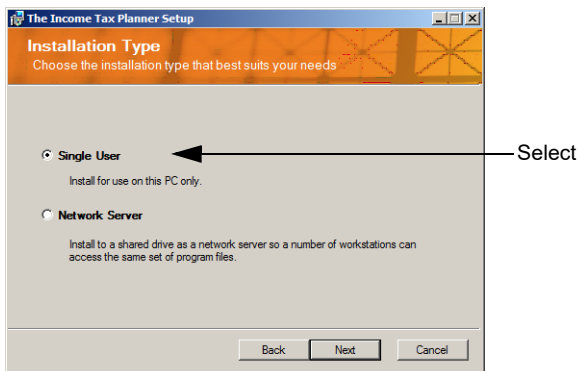 The Income Tax Planner Setup
Installation Type
Choose the installation type that best suits your needs
Single User
Select
Install for use on this PC only.
Network Server
Install to a shared drive as a network server so a number of workstations can
access the same set of program files.
Back Next Cancel